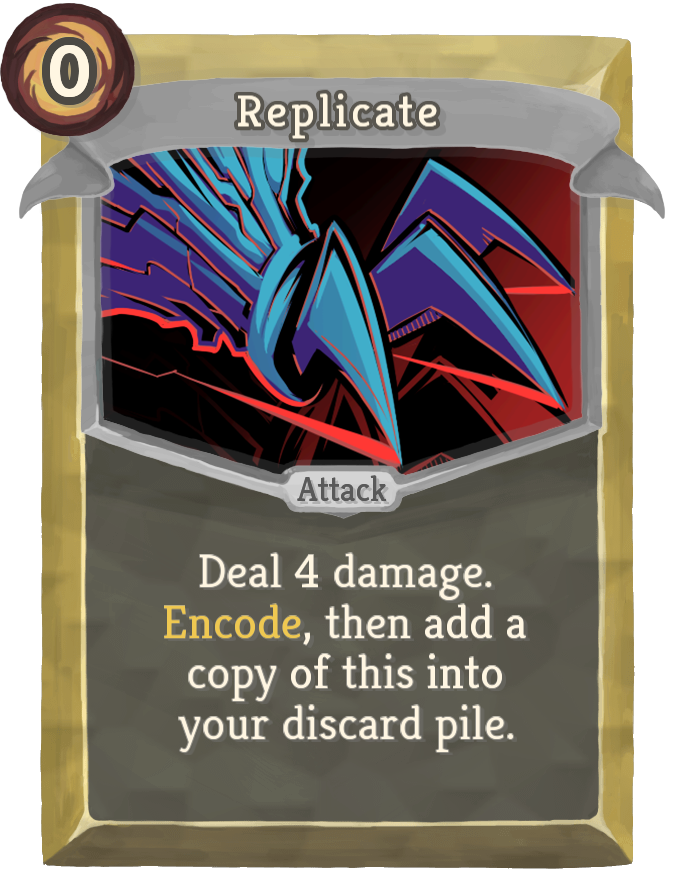 0
Replicate
Attack
Deal 4 damage.
Encode, then add a
copy of this into
your discard pile.